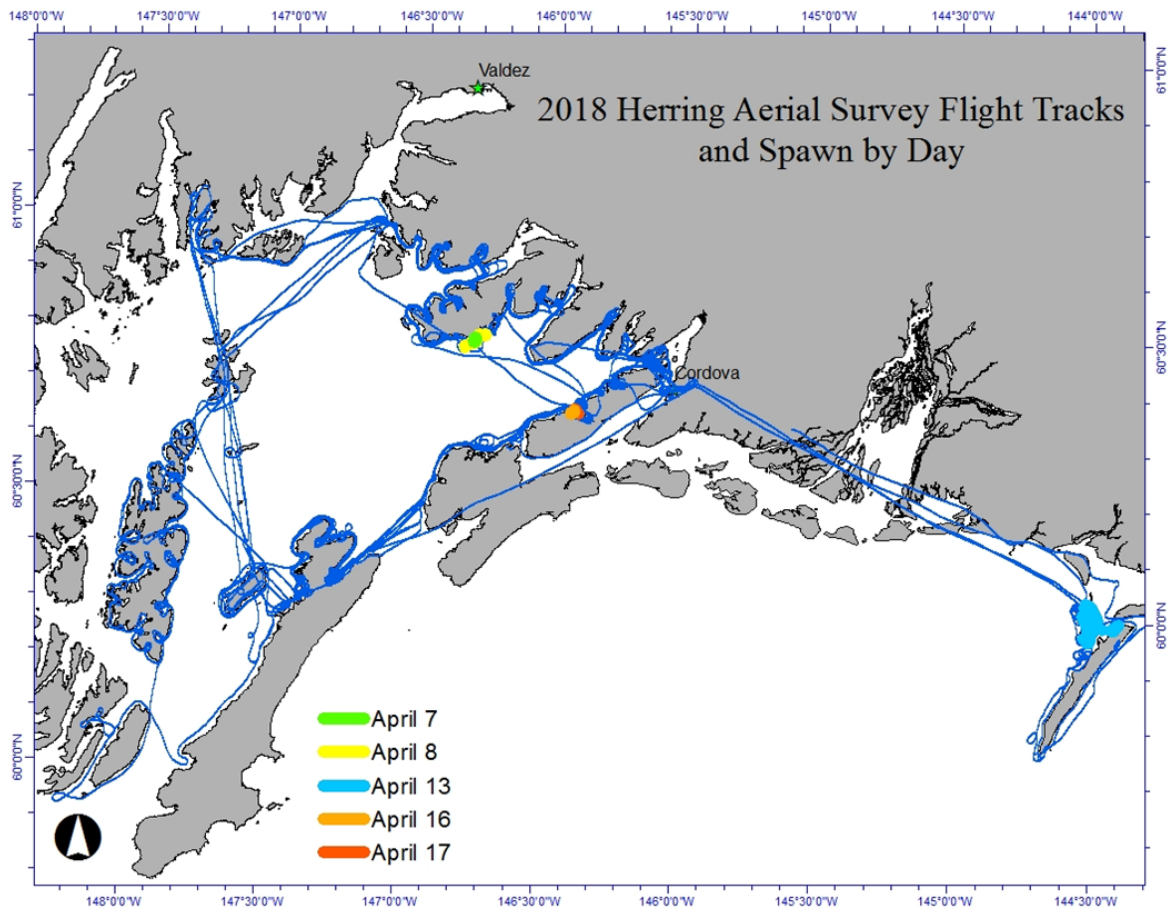 148°0'0"W 147°30'0"W 147°0'0"W 146°30'0"W 146°0'0"W 145°30'0"W 145°0'0"W 144°30'0"W 144°0'0"W
Valdez
2018 Herring Aerial Survey Flight Tracks
and Spawn by Day
61°0'0"N
61°0'0"N
60°30'0"N
Cordova
60°30'0"N
60°0'0"N
60°0'0"N
April 7
April 8
April 13
April 16
April 17
148°0'0"W 147°30'0"W 147°0'0"W 146°30'0"W 146°0'0"W 145°30'0"W 145°0'0"W 144°30'0"W